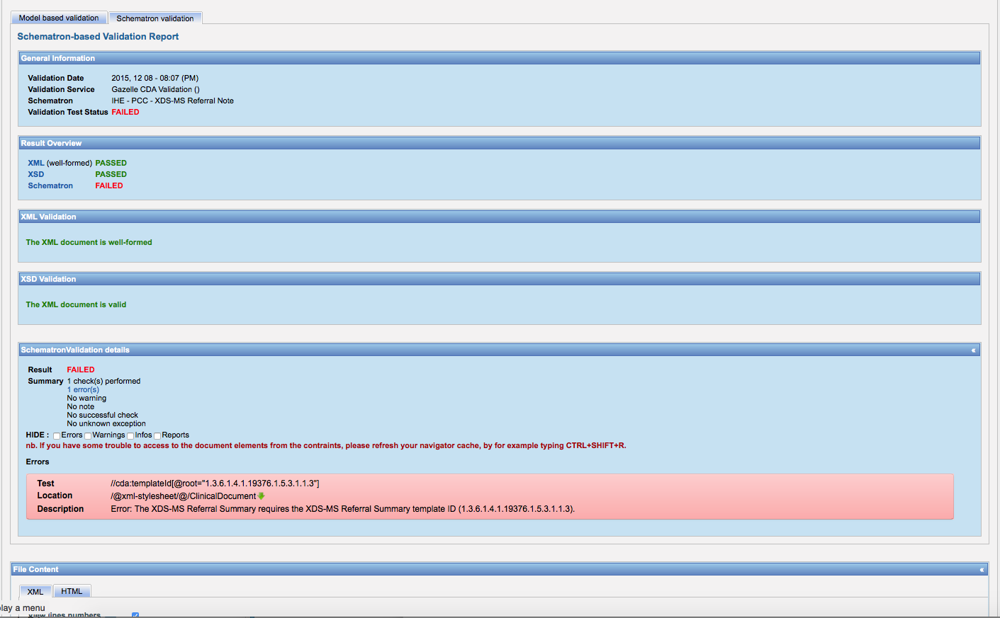 Model based validation Schematron validation
Schematron-based Validation Report
General Information
Validation Date 2015, 12 08 - 08:07 (PM)
Validation Service Gazelle CDA Validation ()
Schematron IHE - PCC - XDS-MS Referral Note
Validation Test Status FAILED
Result Overview
XML (well-formed) PASSED
XSD PASSED
Schematron FAILED
XML Validation
The XML document is well-formed
XSD Validation
The XML document is valid
SchematronValidation details «
Result FAILED
Summary 1 check(s) performed
1 error(s)
No warning
No note
No successful check
No unknown exception
HIDE : Errors Warnings Infos Reports
nb. If you have some trouble to access to the document elements from the contraints, please refresh your navigator cache, by for example typing CTRL+SHIFT+R.
Errors
Test //cda:templateId[@root="1.3.6.1.4.1.19376.1.5.3.1.1.3"]
Location /@xml-stylesheet/@/ClinicalDocument
Description Error: The XDS-MS Referral Summary requires the XDS-MS Referral Summary template ID (1.3.6.1.4.1.19376.1.5.3.1.1.3).
File Content «
XML HTML
lay a menu
View lines numbers